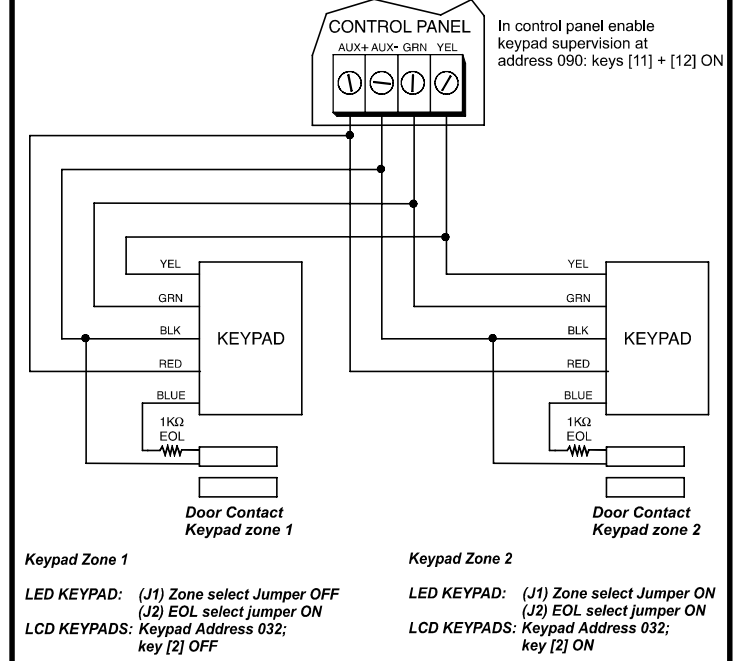 CONTROL PANEL
AUX+ AUX- GRN YEL
In control panel enable
keypad supervision at
address 090: keys [11] + [12] ON
YEL
GRN
BLK
RED
BLUE
KEYPAD
1KΩ
EOL
Door Contact
Keypad zone 1
YEL
GRN
BLK
RED
BLUE
KEYPAD
1KΩ
EOL
Door Contact
Keypad zone 2
Keypad Zone 1
LED KEYPAD: (J1) Zone select Jumper OFF
(J2) EOL select jumper ON
LCD KEYPADS: Keypad Address 032;
key [2] OFF
Keypad Zone 2
LED KEYPAD: (J1) Zone select Jumper ON
(J2) EOL select jumper ON
LCD KEYPADS: Keypad Address 032;
key [2] ON